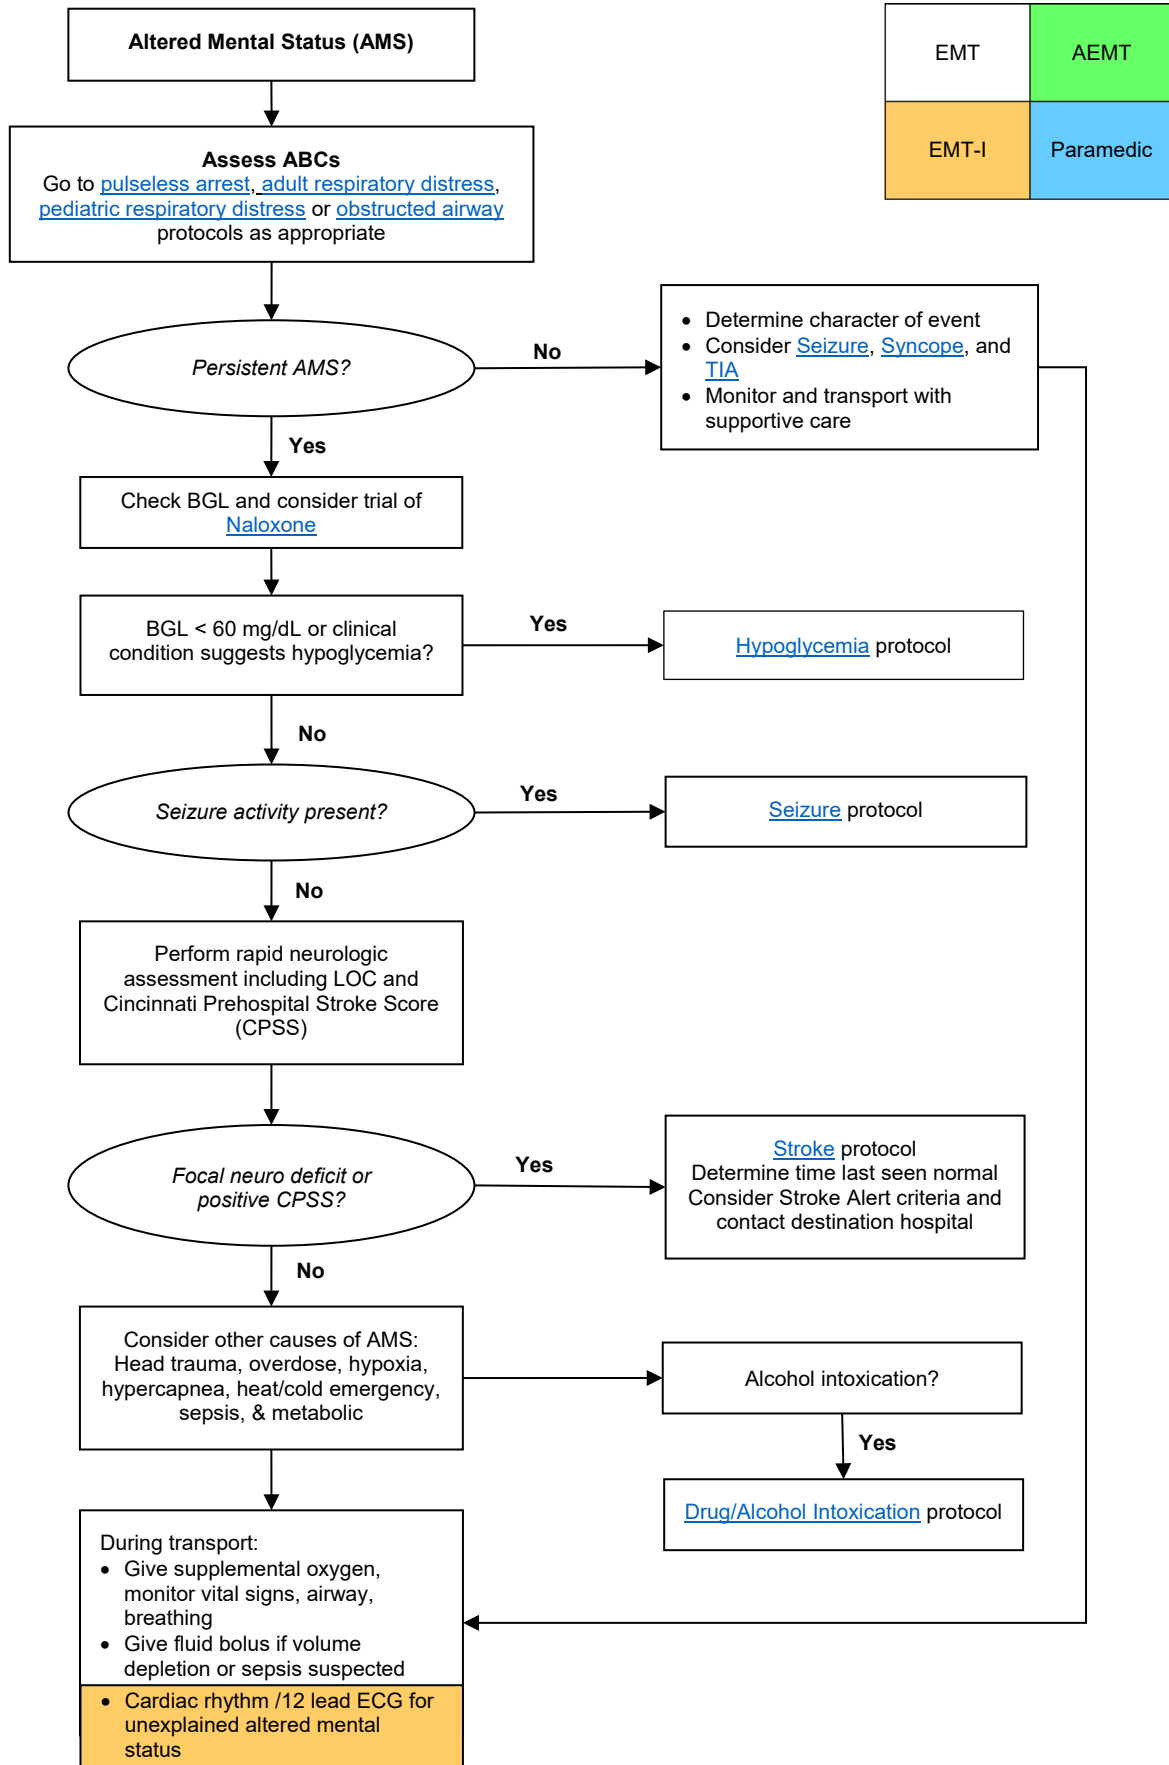 Altered Mental Status (AMS)
EMT
AEMT
EMT-I
Paramedic
Assess ABCs
Go to pulseless arrest, adult respiratory distress,
pediatric respiratory distress or obstructed airway
protocols as appropriate
Persistent AMS?
No
• Determine character of event
• Consider Seizure, Syncope, and
TIA
• Monitor and transport with
supportive care
Yes
Check BGL and consider trial of
Naloxone
BGL < 60 mg/dL or clinical
condition suggests hypoglycemia?
Yes
Hypoglycemia protocol
No
Seizure activity present?
Yes
Seizure protocol
No
Perform rapid neurologic
assessment including LOC and
Cincinnati Prehospital Stroke Score
(CPSS)
Focal neuro deficit or
positive CPSS?
Yes
Stroke protocol
Determine time last seen normal
Consider Stroke Alert criteria and
contact destination hospital
No
Consider other causes of AMS:
Head trauma, overdose, hypoxia,
hypercapnea, heat/cold emergency,
sepsis, & metabolic
Alcohol intoxication?
Yes
Drug/Alcohol Intoxication protocol
During transport:
• Give supplemental oxygen,
monitor vital signs, airway,
breathing
• Give fluid bolus if volume
depletion or sepsis suspected
• Cardiac rhythm /12 lead ECG for
unexplained altered mental
status